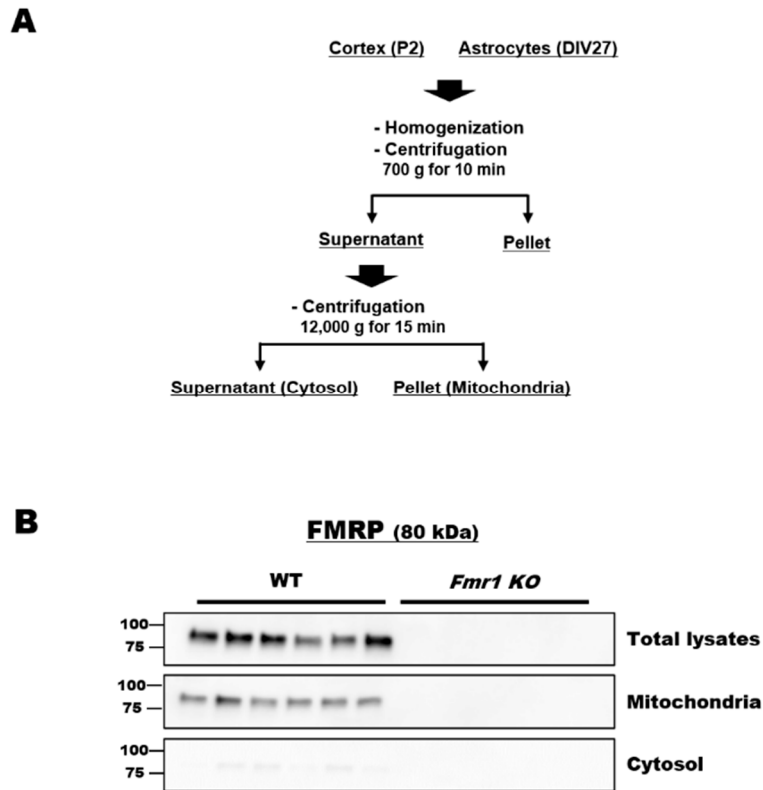 A
Cortex (P2) Astrocytes (DIV27)
- Homogenization
- Centrifugation
700 g for 10 min
Supernatant Pellet
- Centrifugation
12,000 g for 15 min
Supernatant (Cytosol) Pellet (Mitochondria)
B
FMRP (80 kDa)
WT Fmr1 KO
100
75
Total lysates
100
75
Mitochondria
100
75
Cytosol